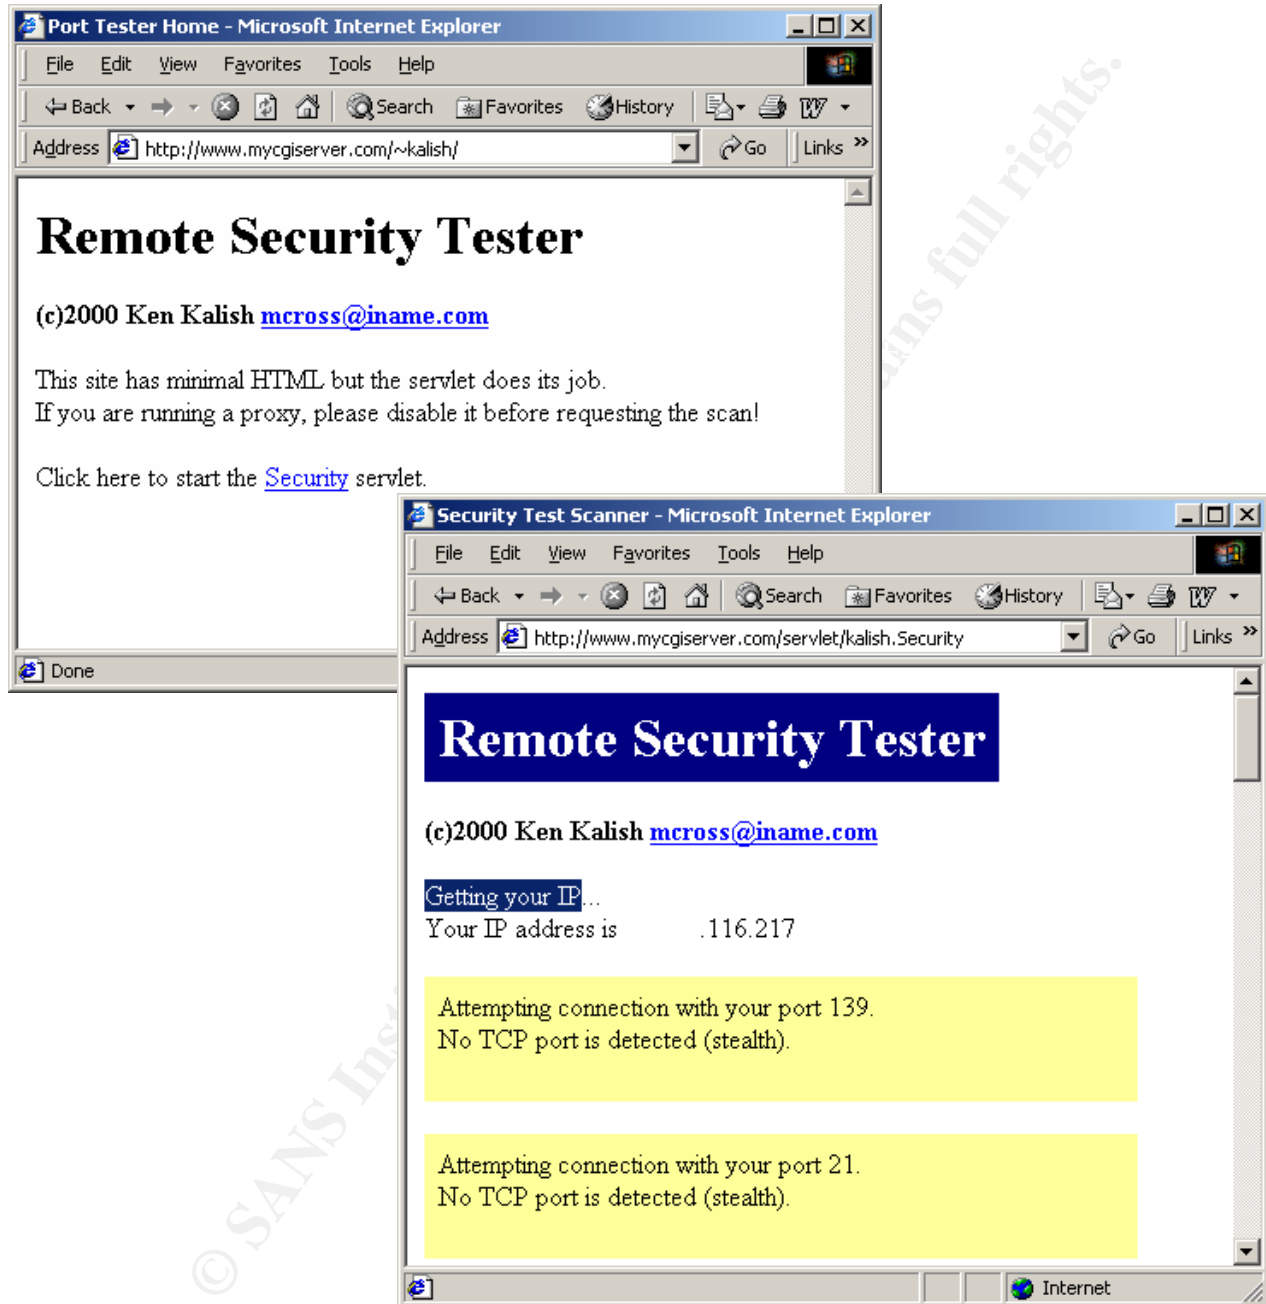 Port Tester Home - Microsoft Internet Explorer
File Edit View Favorites Tools Help
Back Search Favorites History
Address http://www.mycgiserver.com/~kalish/ Go Links »
Remote Security Tester
(c)2000 Ken Kalish mcross@iname.com
This site has minimal HTML but the servlet does its job.
If you are running a proxy, please disable it before requesting the scan!
Click here to start the Security servlet.
Done
Security Test Scanner - Microsoft Internet Explorer
File Edit View Favorites Tools Help
Back Search Favorites History
Address http://www.mycgiserver.com/servlet/kalish.Security Go Links »
Remote Security Tester
(c)2000 Ken Kalish mcross@iname.com
Getting your IP...
Your IP address is .116.217
Attempting connection with your port 139.
No TCP port is detected (stealth).
Attempting connection with your port 21.
No TCP port is detected (stealth).
Internet
© SANS Inst
ns full rights.